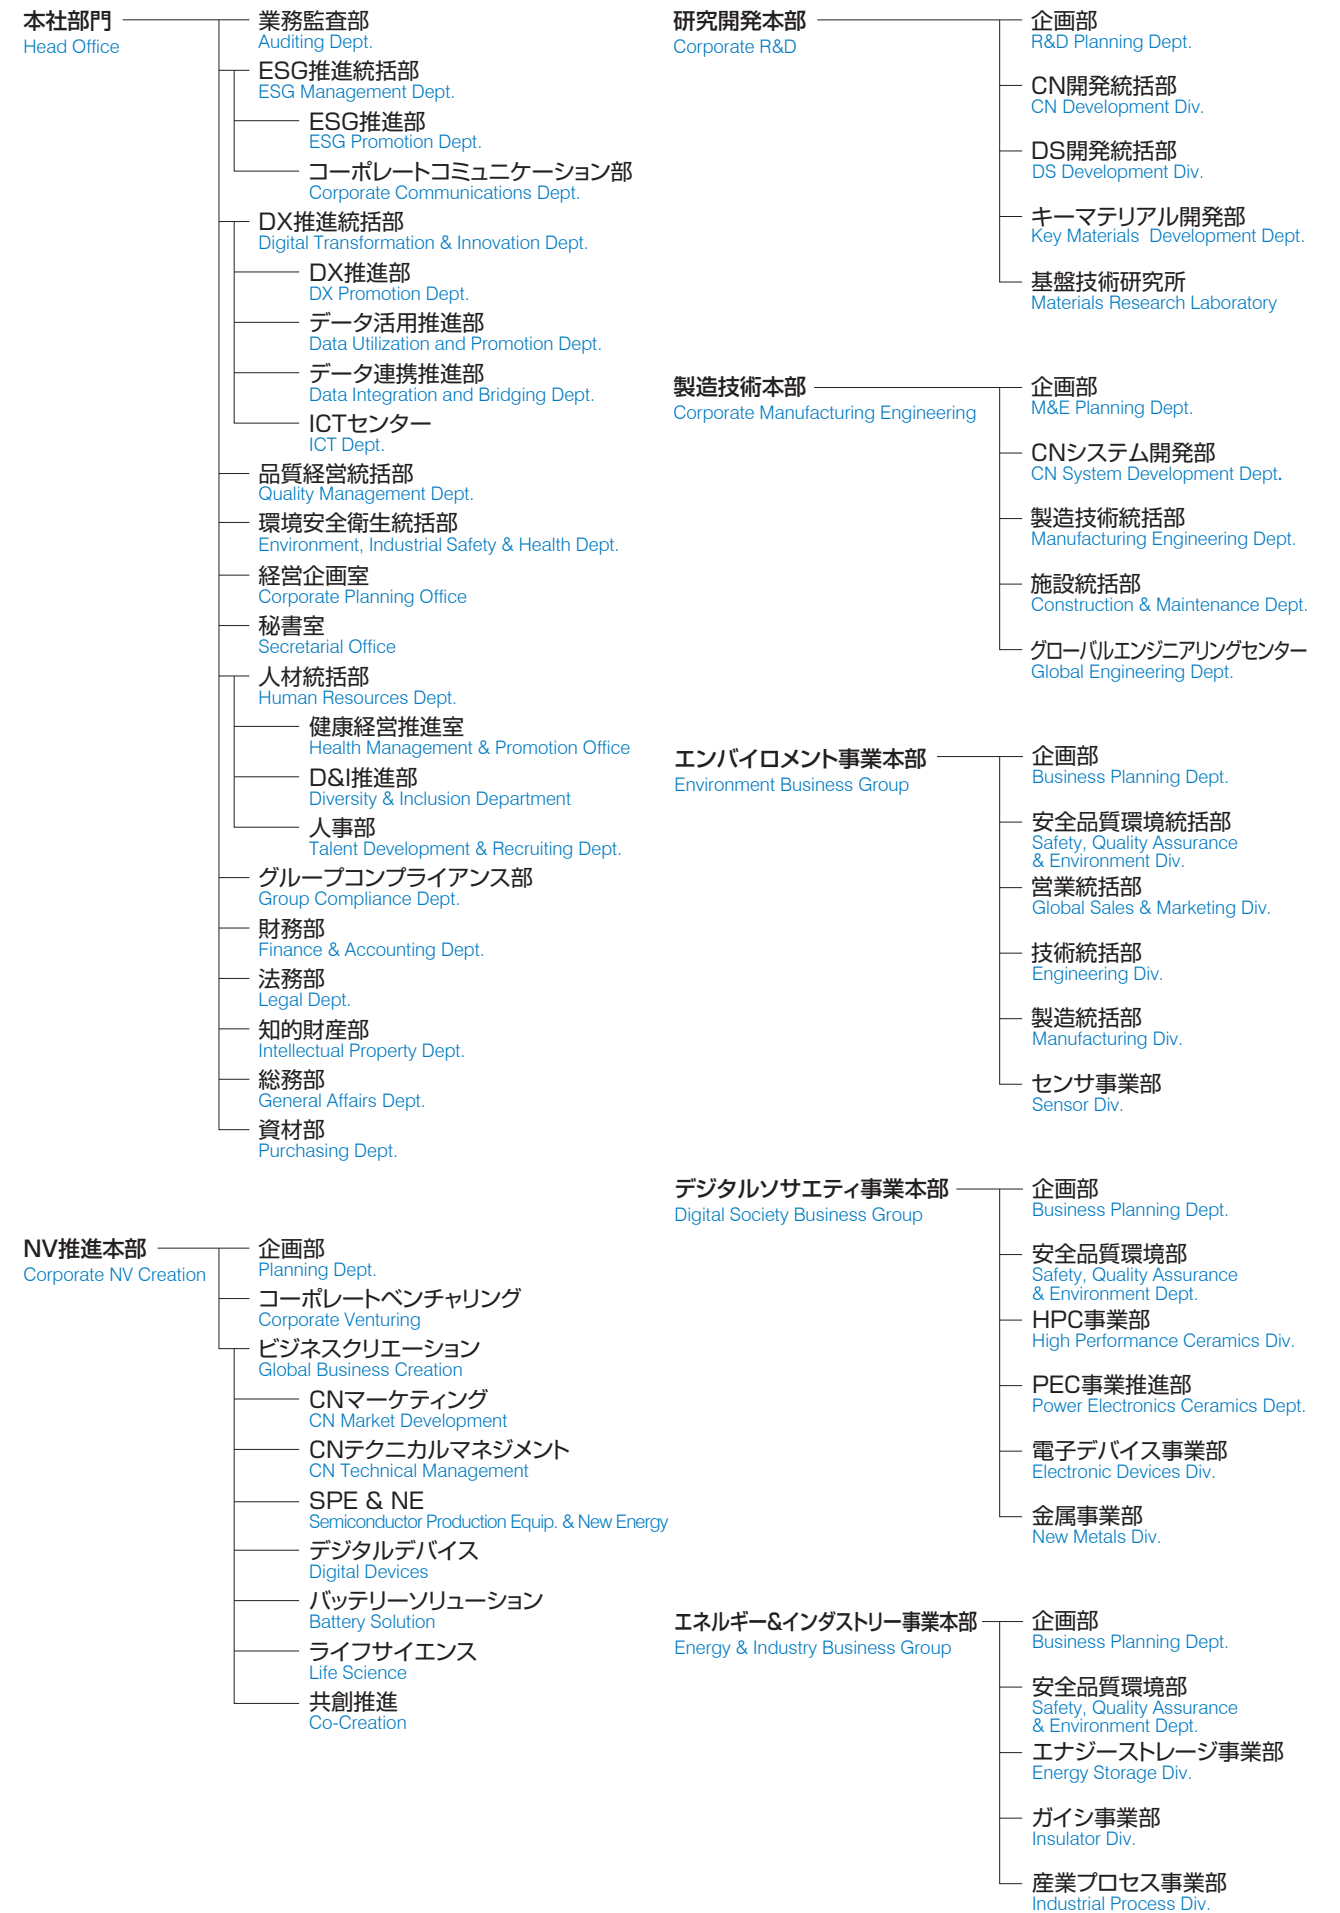 本社部門
Head Office
業務監査部
Auditing Dept.
ESG推進統括部
ESG Management Dept.
ESG推進部
ESG Promotion Dept.
コーポレートコミュニケーション部
Corporate Communications Dept.
DX推進統括部
Digital Transformation & Innovation Dept.
DX推進部
DX Promotion Dept.
データ活用推進部
Data Utilization and Promotion Dept.
データ連携推進部
Data Integration and Bridging Dept.
ICTセンター
ICT Dept.
品質経営統括部
Quality Management Dept.
環境安全衛生統括部
Environment, Industrial Safety & Health Dept.
経営企画室
Corporate Planning Office
秘書室
Secretarial Office
人材統括部
Human Resources Dept.
健康経営推進室
Health Management & Promotion Office
D&I推進部
Diversity & Inclusion Department
人事部
Talent Development & Recruiting Dept.
グループコンプライアンス部
Group Compliance Dept.
財務部
Finance & Accounting Dept.
法務部
Legal Dept.
知的財産部
Intellectual Property Dept.
総務部
General Affairs Dept.
資材部
Purchasing Dept.
NV推進本部
Corporate NV Creation
企画部
Planning Dept.
コーポレートベンチャリング
Corporate Venturing
ビジネスクリエーション
Global Business Creation
CNマーケティング
CN Market Development
CNテクニカルマネジメント
CN Technical Management
SPE & NE
Semiconductor Production Equip. & New Energy
デジタルデバイス
Digital Devices
バッテリーソリューション
Battery Solution
ライフサイエンス
Life Science
共創推進
Co-Creation
研究開発本部
Corporate R&D
企画部
R&D Planning Dept.
CN開発統括部
CN Development Div.
DS開発統括部
DS Development Div.
キーマテリアル開発部
Key Materials Development Dept.
基盤技術研究所
Materials Research Laboratory
製造技術本部
Corporate Manufacturing Engineering
企画部
M&E Planning Dept.
CNシステム開発部
CN System Development Dept.
製造技術統括部
Manufacturing Engineering Dept.
施設統括部
Construction & Maintenance Dept.
グローバルエンジニアリングセンター
Global Engineering Dept.
エンバイロメント事業本部
Environment Business Group
企画部
Business Planning Dept.
安全品質環境統括部
Safety, Quality Assurance
& Environment Div.
営業統括部
Global Sales & Marketing Div.
技術統括部
Engineering Div.
製造統括部
Manufacturing Div.
センサ事業部
Sensor Div.
デジタルソサエティ事業本部
Digital Society Business Group
企画部
Business Planning Dept.
安全品質環境部
Safety, Quality Assurance
& Environment Dept.
HPC事業部
High Performance Ceramics Div.
PEC事業推進部
Power Electronics Ceramics Dept.
電子デバイス事業部
Electronic Devices Div.
金属事業部
New Metals Div.
エネルギー&インダストリー事業本部
Energy & Industry Business Group
企画部
Business Planning Dept.
安全品質環境部
Safety, Quality Assurance
& Environment Dept.
エナジーストレージ事業部
Energy Storage Div.
ガイシ事業部
Insulator Div.
産業プロセス事業部
Industrial Process Div.